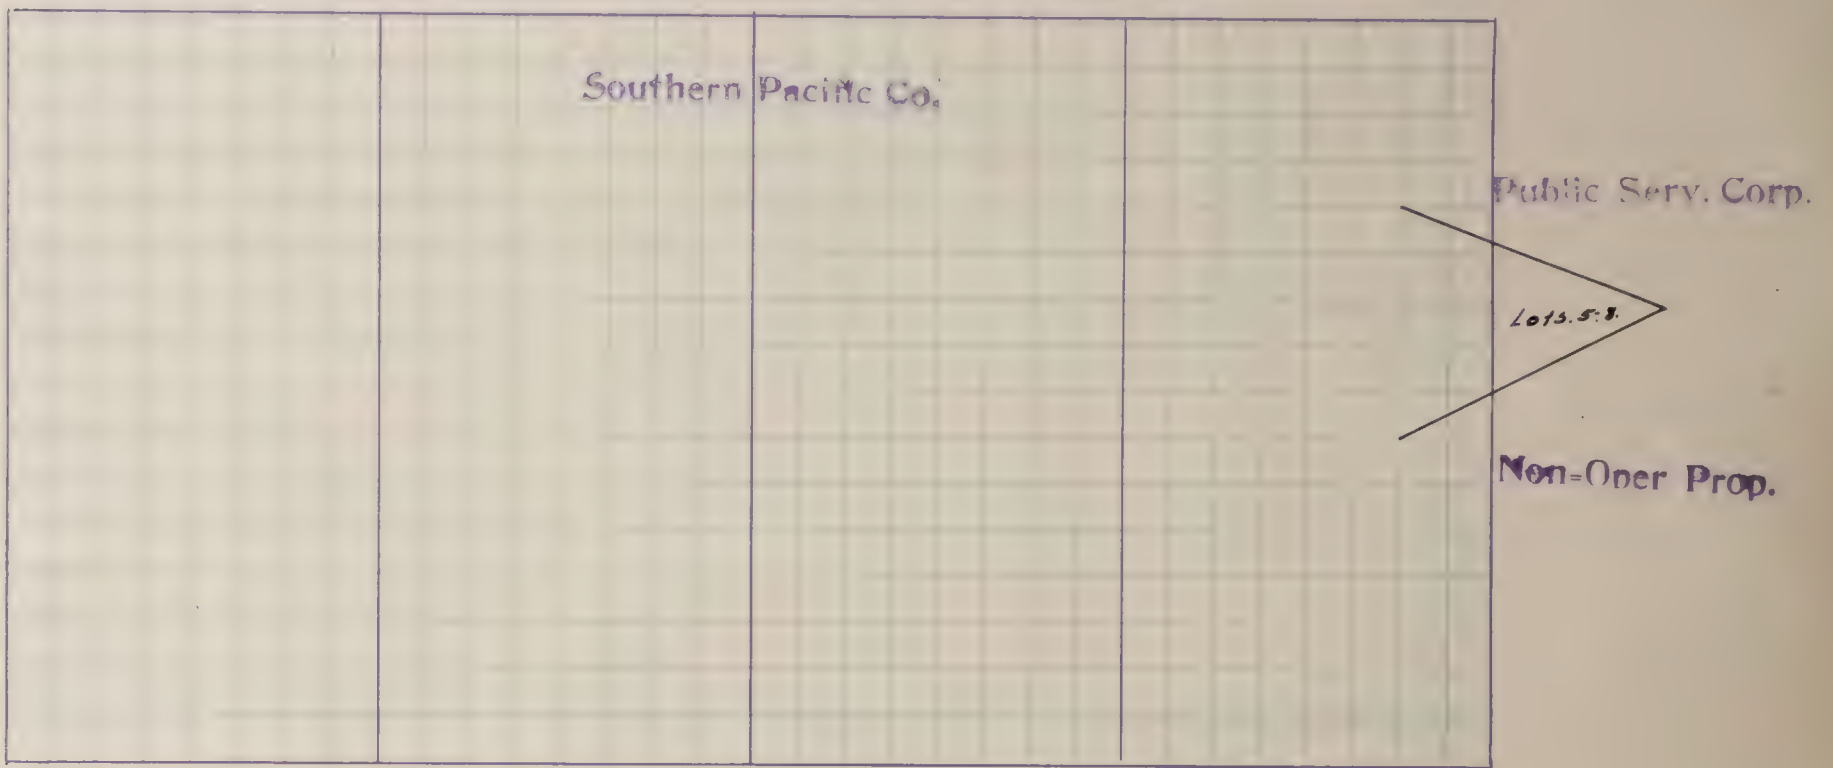 Southern Pacific Co.
Public Serv. Corp.
Lots. 5-8.
Non-Oper Prop.